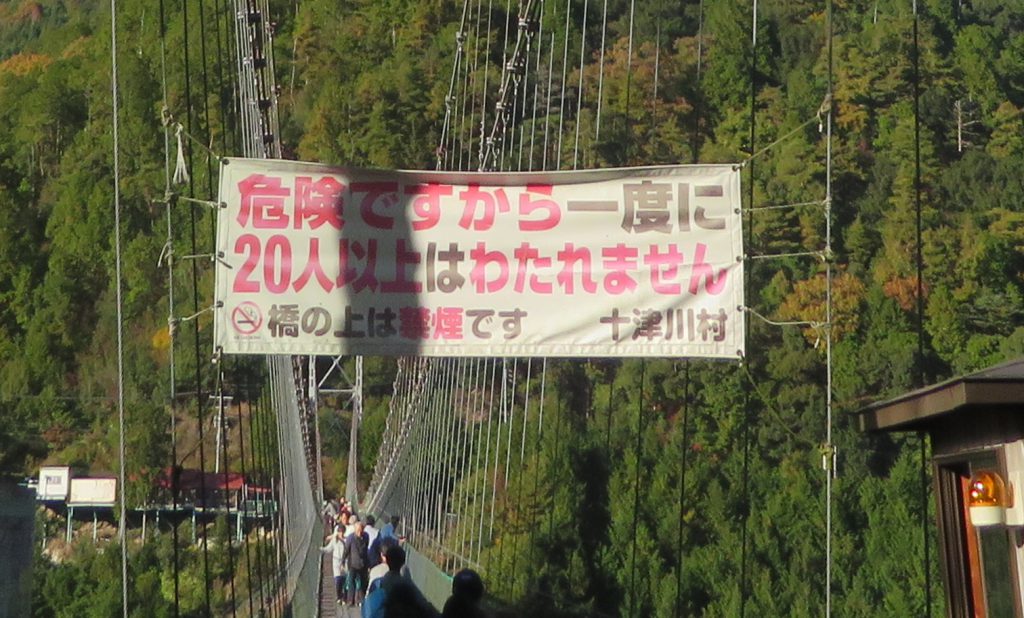 危険ですから一度に
20人以上はわたれません
橋の上は禁煙です 十津川村